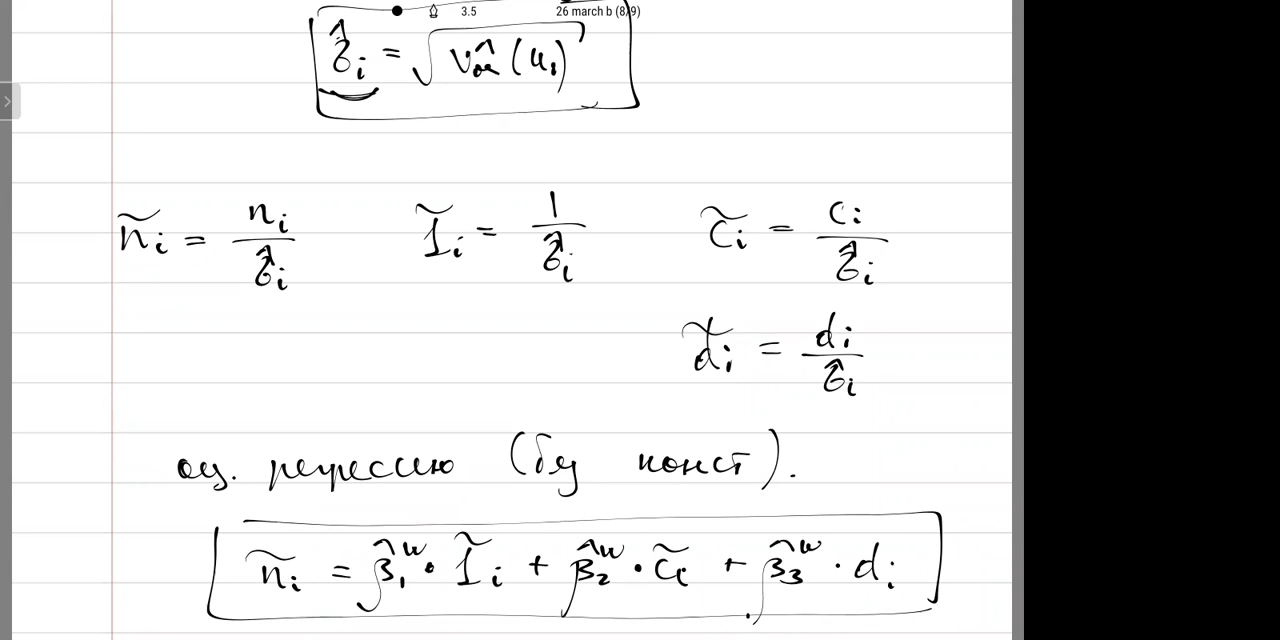 3.5 26 march b (8/9)
σ̂ᵢ = √(Var̂(uᵢ))
ñᵢ = nᵢ/σ̂ᵢ 1̃ᵢ = 1/σ̂ᵢ c̃ᵢ = cᵢ/σ̂ᵢ
d̃ᵢ = dᵢ/σ̂ᵢ
оц. регрессию (без конст).
ñᵢ = β̂₁ʷ · 1̃ᵢ + β̂₂ʷ · c̃ᵢ + β̂₃ʷ · dᵢ